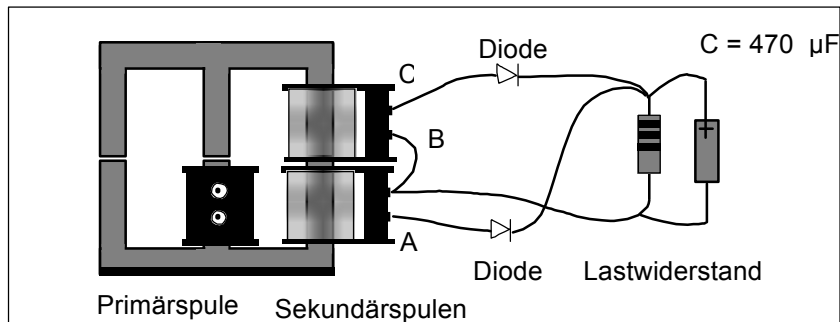 Diode
C = 470 µF
C
B
+
A
Diode
Lastwiderstand
Primärspule
Sekundärspulen